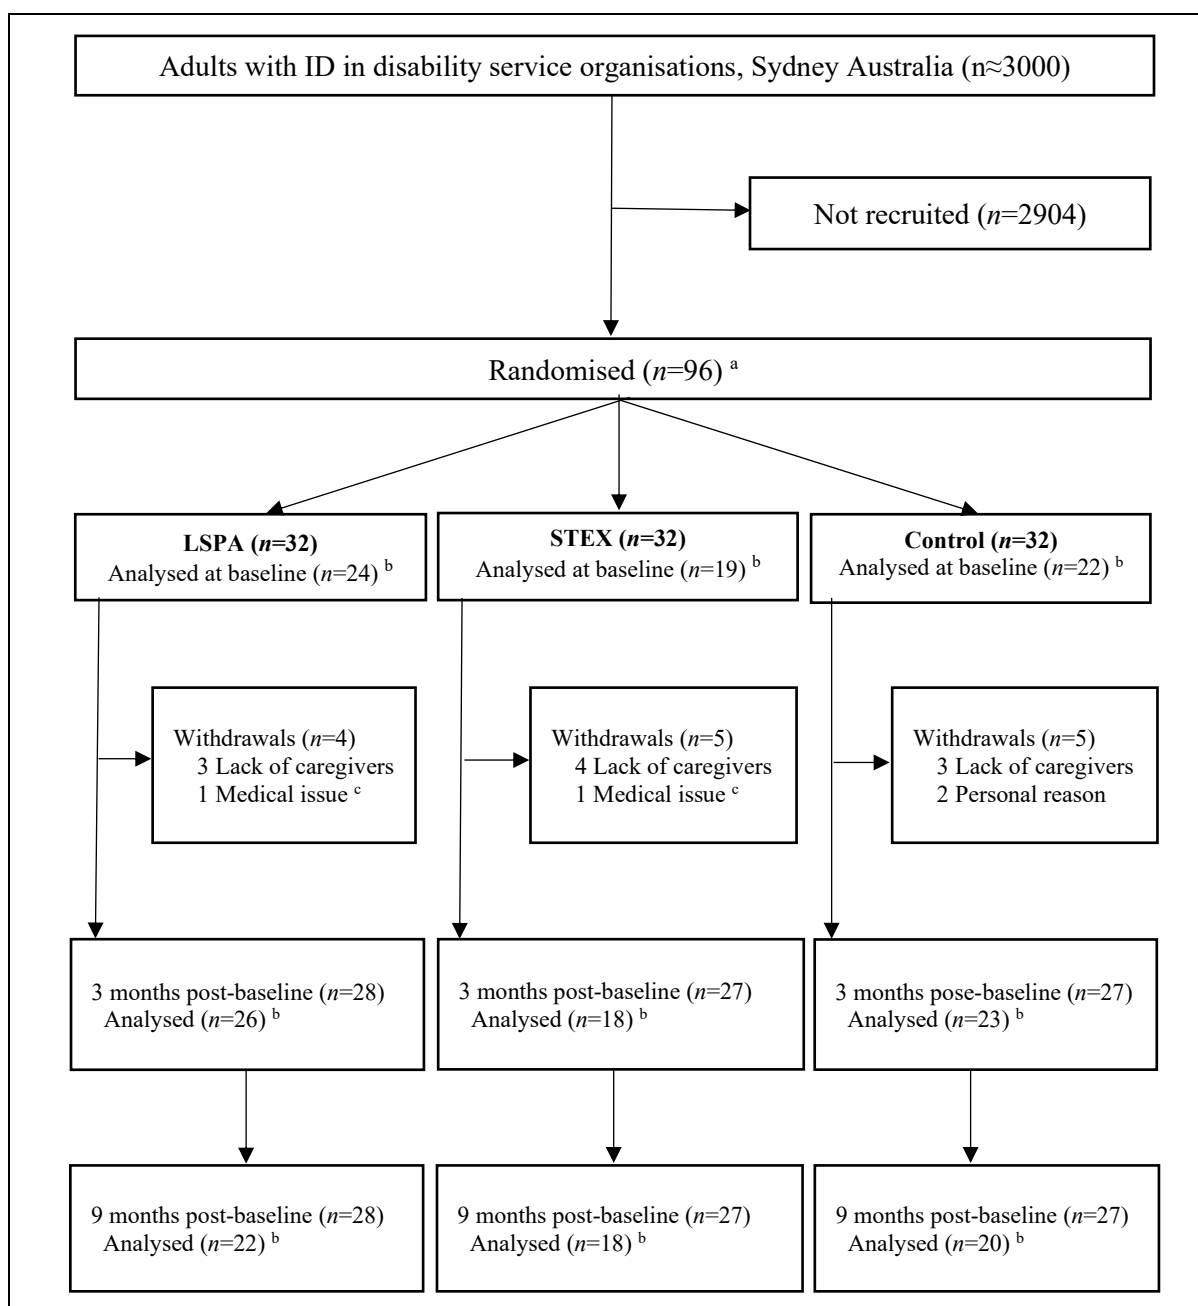 Adults with ID in disability service organisations, Sydney Australia (n≈3000)
Not recruited (n=2904)
Randomised (n=96) a
LSPA (n=32)
Analysed at baseline (n=24) b
STEX (n=32)
Analysed at baseline (n=19) b
Control (n=32)
Analysed at baseline (n=22) b
Withdrawals (n=4)
3 Lack of caregivers
1 Medical issue c
Withdrawals (n=5)
4 Lack of caregivers
1 Medical issue c
Withdrawals (n=5)
3 Lack of caregivers
2 Personal reason
3 months post-baseline (n=28)
Analysed (n=26) b
3 months post-baseline (n=27)
Analysed (n=18) b
3 months pose-baseline (n=27)
Analysed (n=23) b
9 months post-baseline (n=28)
Analysed (n=22) b
9 months post-baseline (n=27)
Analysed (n=18) b
9 months post-baseline (n=27)
Analysed (n=20) b